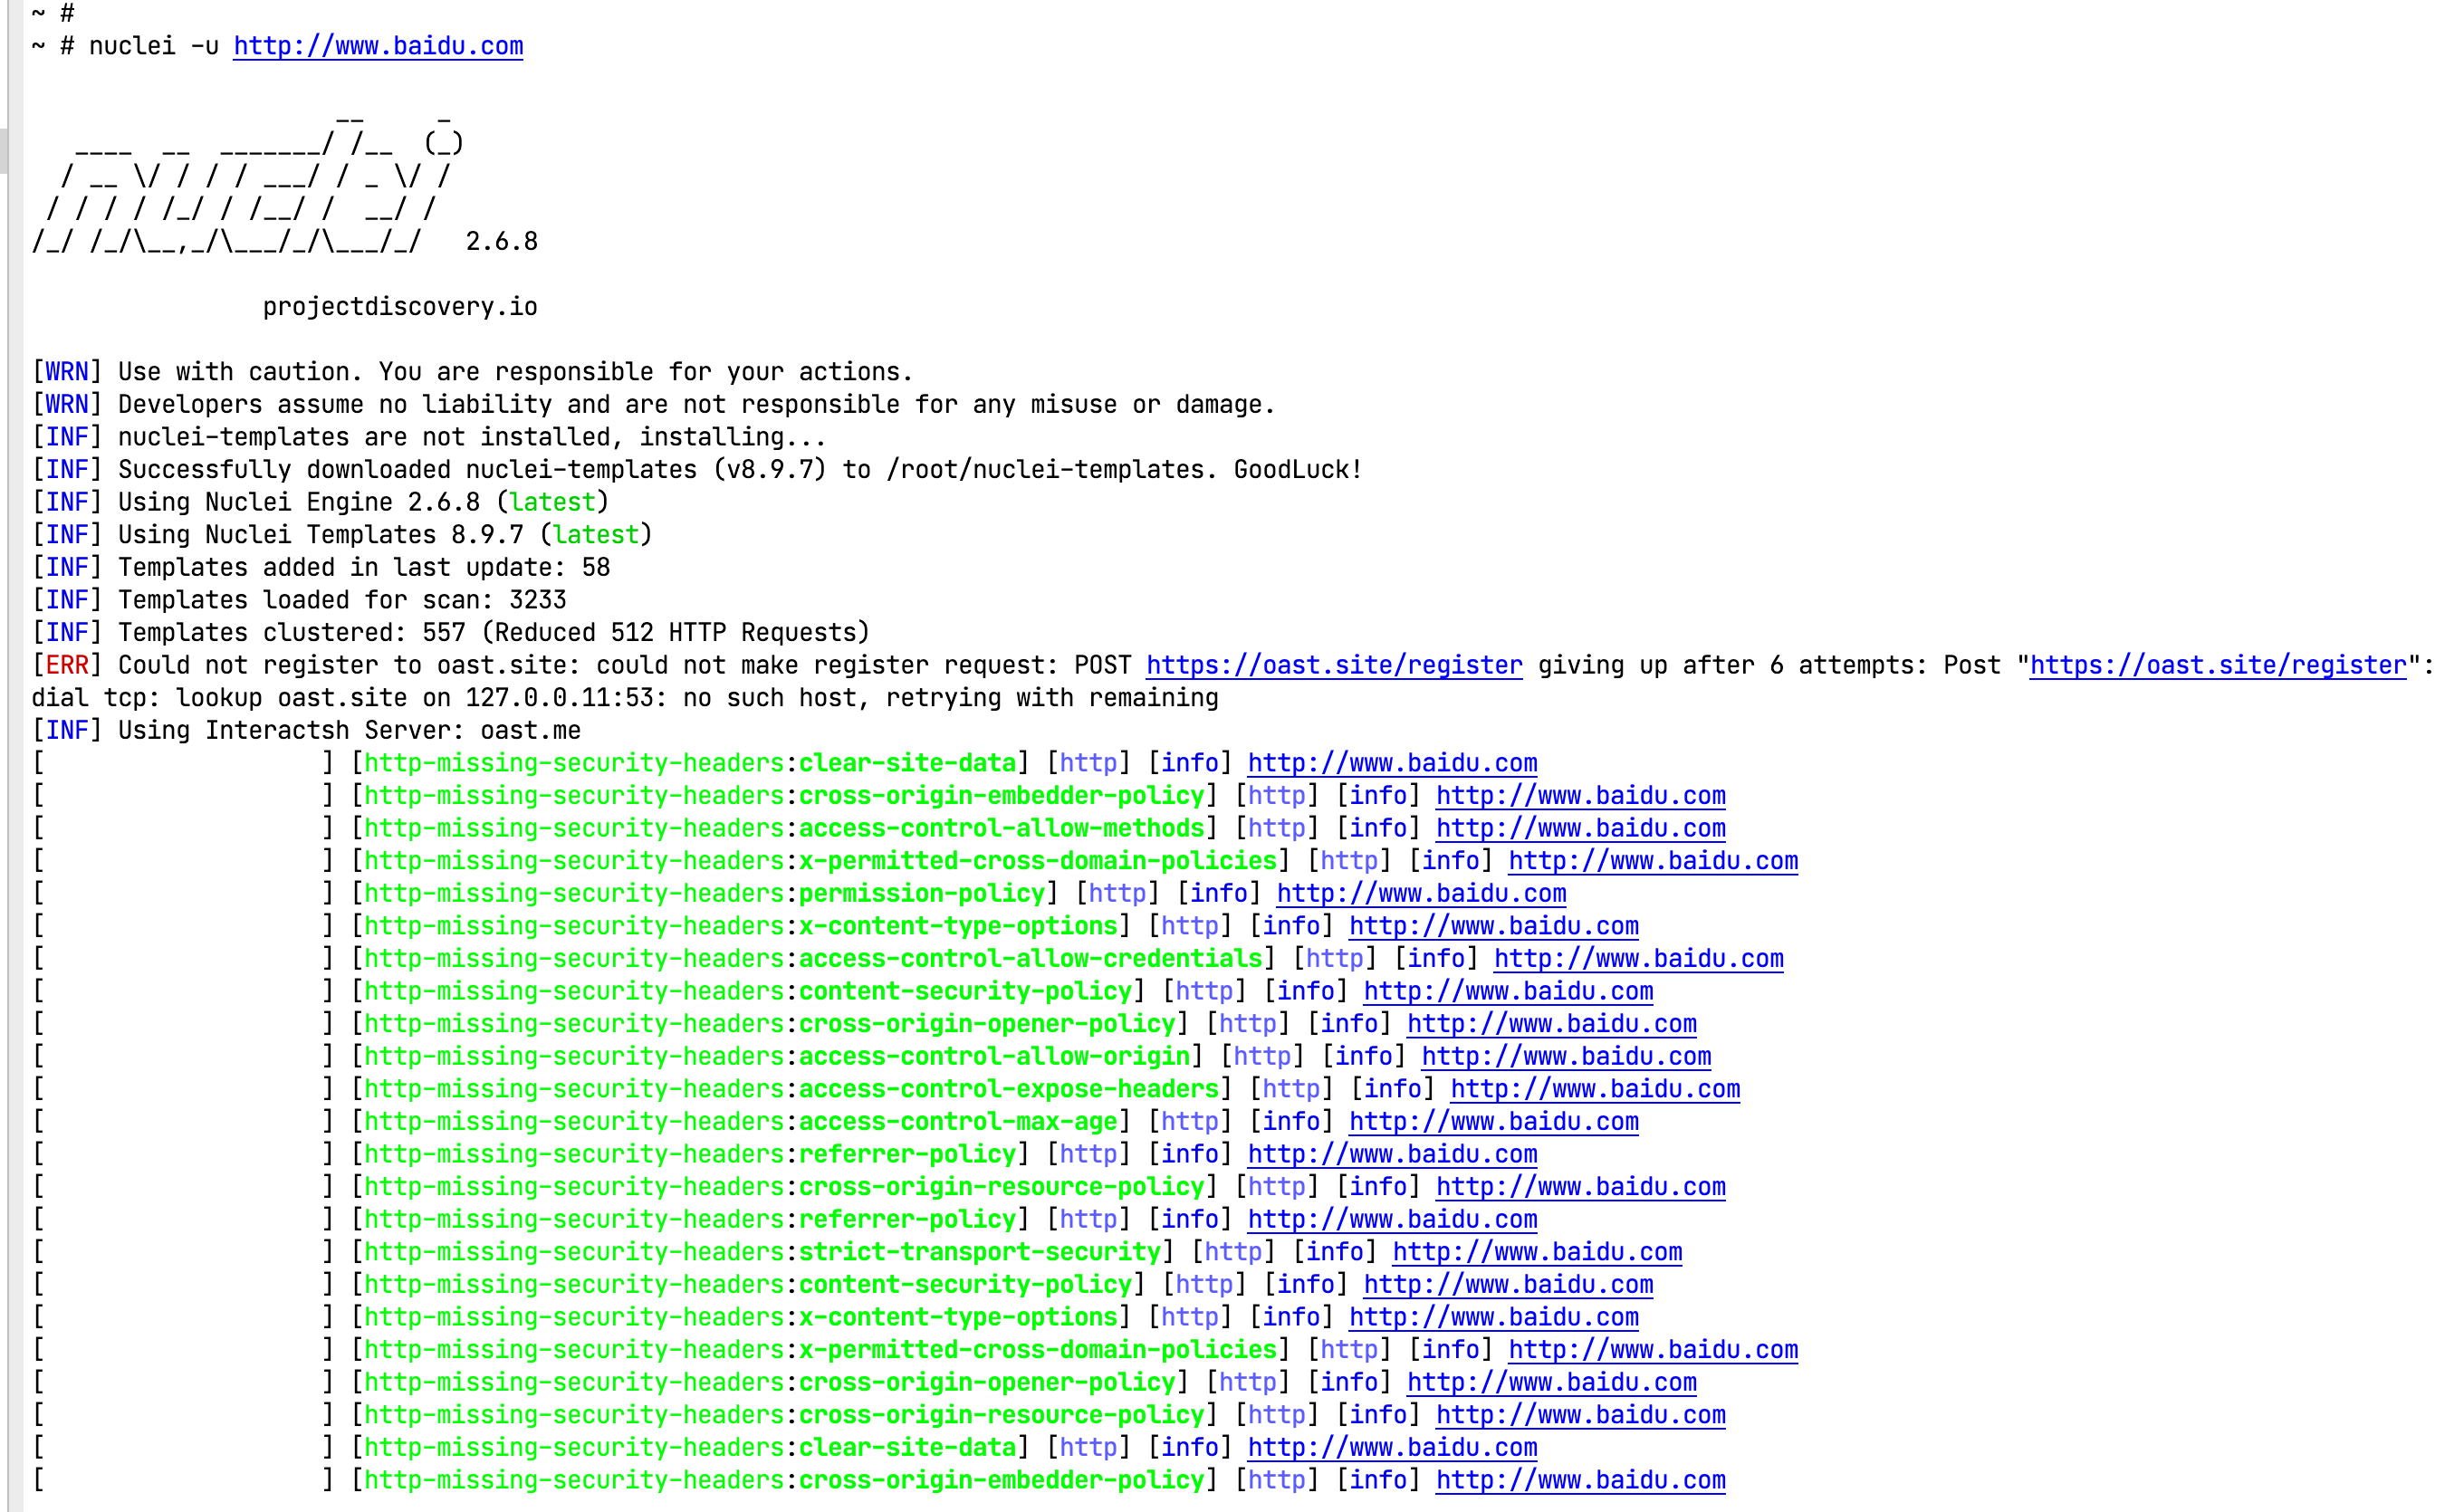 ~ #
~ # nuclei -u http://www.baidu.com
                     __     _
   ____  __  _______/ /__  (_)
  / __ \/ / / / ___/ / _ \/ /
 / / / / /_/ / /__/ /  __/ /
/_/ /_/\__,_/\___/_/\___/_/   2.6.8
projectdiscovery.io
[WRN] Use with caution. You are responsible for your actions.
[WRN] Developers assume no liability and are not responsible for any misuse or damage.
[INF] nuclei-templates are not installed, installing...
[INF] Successfully downloaded nuclei-templates (v8.9.7) to /root/nuclei-templates. GoodLuck!
[INF] Using Nuclei Engine 2.6.8 (latest)
[INF] Using Nuclei Templates 8.9.7 (latest)
[INF] Templates added in last update: 58
[INF] Templates loaded for scan: 3233
[INF] Templates clustered: 557 (Reduced 512 HTTP Requests)
[ERR] Could not register to oast.site: could not make register request: POST https://oast.site/register giving up after 6 attempts: Post "https://oast.site/register":
dial tcp: lookup oast.site on 127.0.0.11:53: no such host, retrying with remaining
[INF] Using Interactsh Server: oast.me
[                   ] [http-missing-security-headers:clear-site-data] [http] [info] http://www.baidu.com
[                   ] [http-missing-security-headers:cross-origin-embedder-policy] [http] [info] http://www.baidu.com
[                   ] [http-missing-security-headers:access-control-allow-methods] [http] [info] http://www.baidu.com
[                   ] [http-missing-security-headers:x-permitted-cross-domain-policies] [http] [info] http://www.baidu.com
[                   ] [http-missing-security-headers:permission-policy] [http] [info] http://www.baidu.com
[                   ] [http-missing-security-headers:x-content-type-options] [http] [info] http://www.baidu.com
[                   ] [http-missing-security-headers:access-control-allow-credentials] [http] [info] http://www.baidu.com
[                   ] [http-missing-security-headers:content-security-policy] [http] [info] http://www.baidu.com
[                   ] [http-missing-security-headers:cross-origin-opener-policy] [http] [info] http://www.baidu.com
[                   ] [http-missing-security-headers:access-control-allow-origin] [http] [info] http://www.baidu.com
[                   ] [http-missing-security-headers:access-control-expose-headers] [http] [info] http://www.baidu.com
[                   ] [http-missing-security-headers:access-control-max-age] [http] [info] http://www.baidu.com
[                   ] [http-missing-security-headers:referrer-policy] [http] [info] http://www.baidu.com
[                   ] [http-missing-security-headers:cross-origin-resource-policy] [http] [info] http://www.baidu.com
[                   ] [http-missing-security-headers:referrer-policy] [http] [info] http://www.baidu.com
[                   ] [http-missing-security-headers:strict-transport-security] [http] [info] http://www.baidu.com
[                   ] [http-missing-security-headers:content-security-policy] [http] [info] http://www.baidu.com
[                   ] [http-missing-security-headers:x-content-type-options] [http] [info] http://www.baidu.com
[                   ] [http-missing-security-headers:x-permitted-cross-domain-policies] [http] [info] http://www.baidu.com
[                   ] [http-missing-security-headers:cross-origin-opener-policy] [http] [info] http://www.baidu.com
[                   ] [http-missing-security-headers:cross-origin-resource-policy] [http] [info] http://www.baidu.com
[                   ] [http-missing-security-headers:clear-site-data] [http] [info] http://www.baidu.com
[                   ] [http-missing-security-headers:cross-origin-embedder-policy] [http] [info] http://www.baidu.com